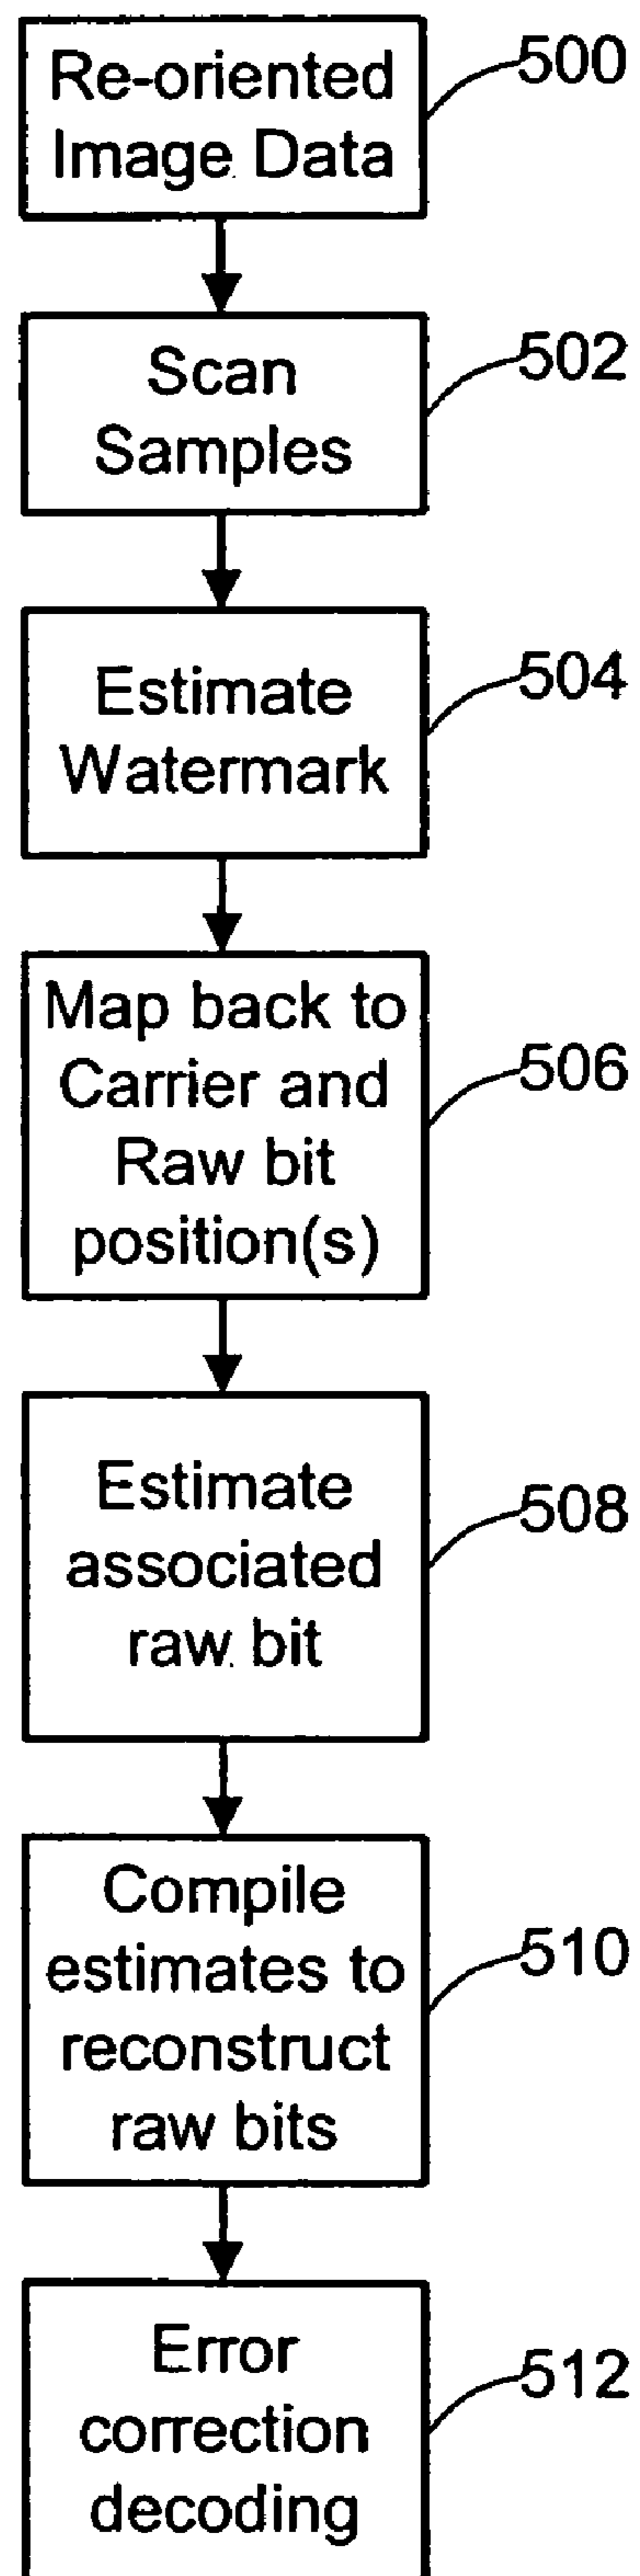 Re-oriented
Image Data
500
Scan
Samples
502
Estimate
Watermark
504
Map back to
Carrier and
Raw bit
position(s)
506
Estimate
associated
raw bit
508
Compile
estimates to
reconstruct
raw bits
510
Error
correction
decoding
512